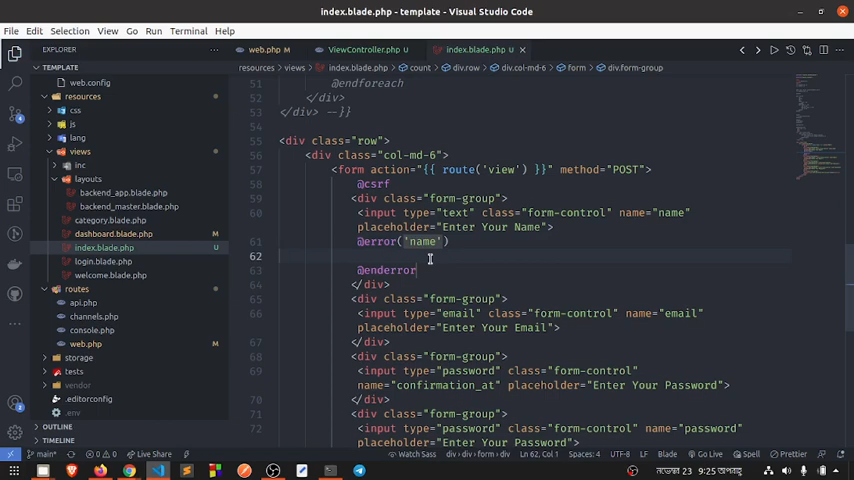 index.blade.php - template - Visual Studio Code
File Edit Selection View Go Run Terminal Help
EXPLORER ···
web.php M
ViewController.php U
index.blade.php U
TEMPLATE
resources > views > index.blade.php > count > div.row > div.col-md-6 > form > div.form-group
web.config
resources
css
js
lang
views
inc
layouts
backend_app.blade.php
backend_master.blade.php
category.blade.php
dashboard.blade.php M
index.blade.php U
login.blade.php
welcome.blade.php
routes
api.php
channels.php
console.php
web.php M
storage
tests
vendor
.editorconfig
.env
OUTLINE
TIMELINE
51 @endforeach
52 </div>
53 </div> --}}
54
55 <div class="row">
56 <div class="col-md-6">
57 <form action="{{ route('view') }}" method="POST">
58 @csrf
59 <div class="form-group">
60 <input type="text" class="form-control" name="name"
placeholder="Enter Your Name">
61 @error('name')
62
63 @enderror
64 </div>
65 <div class="form-group">
66 <input type="email" class="form-control" name="email"
placeholder="Enter Your Email">
67 </div>
68 <div class="form-group">
69 <input type="password" class="form-control"
name="confirmation_at" placeholder="Enter Your Password">
70 </div>
71 <div class="form-group">
72 <input type="password" class="form-control" name="password"
placeholder="Enter Your Password">
4
2
main* 0 0 Live Share
Watch Sass div › div › form › div Ln 62, Col 1 Spaces: 4 UTF-8 LF Blade Go Live Spell Prettier
নভেম্বর 23 9:25 অপরাহ্ণ